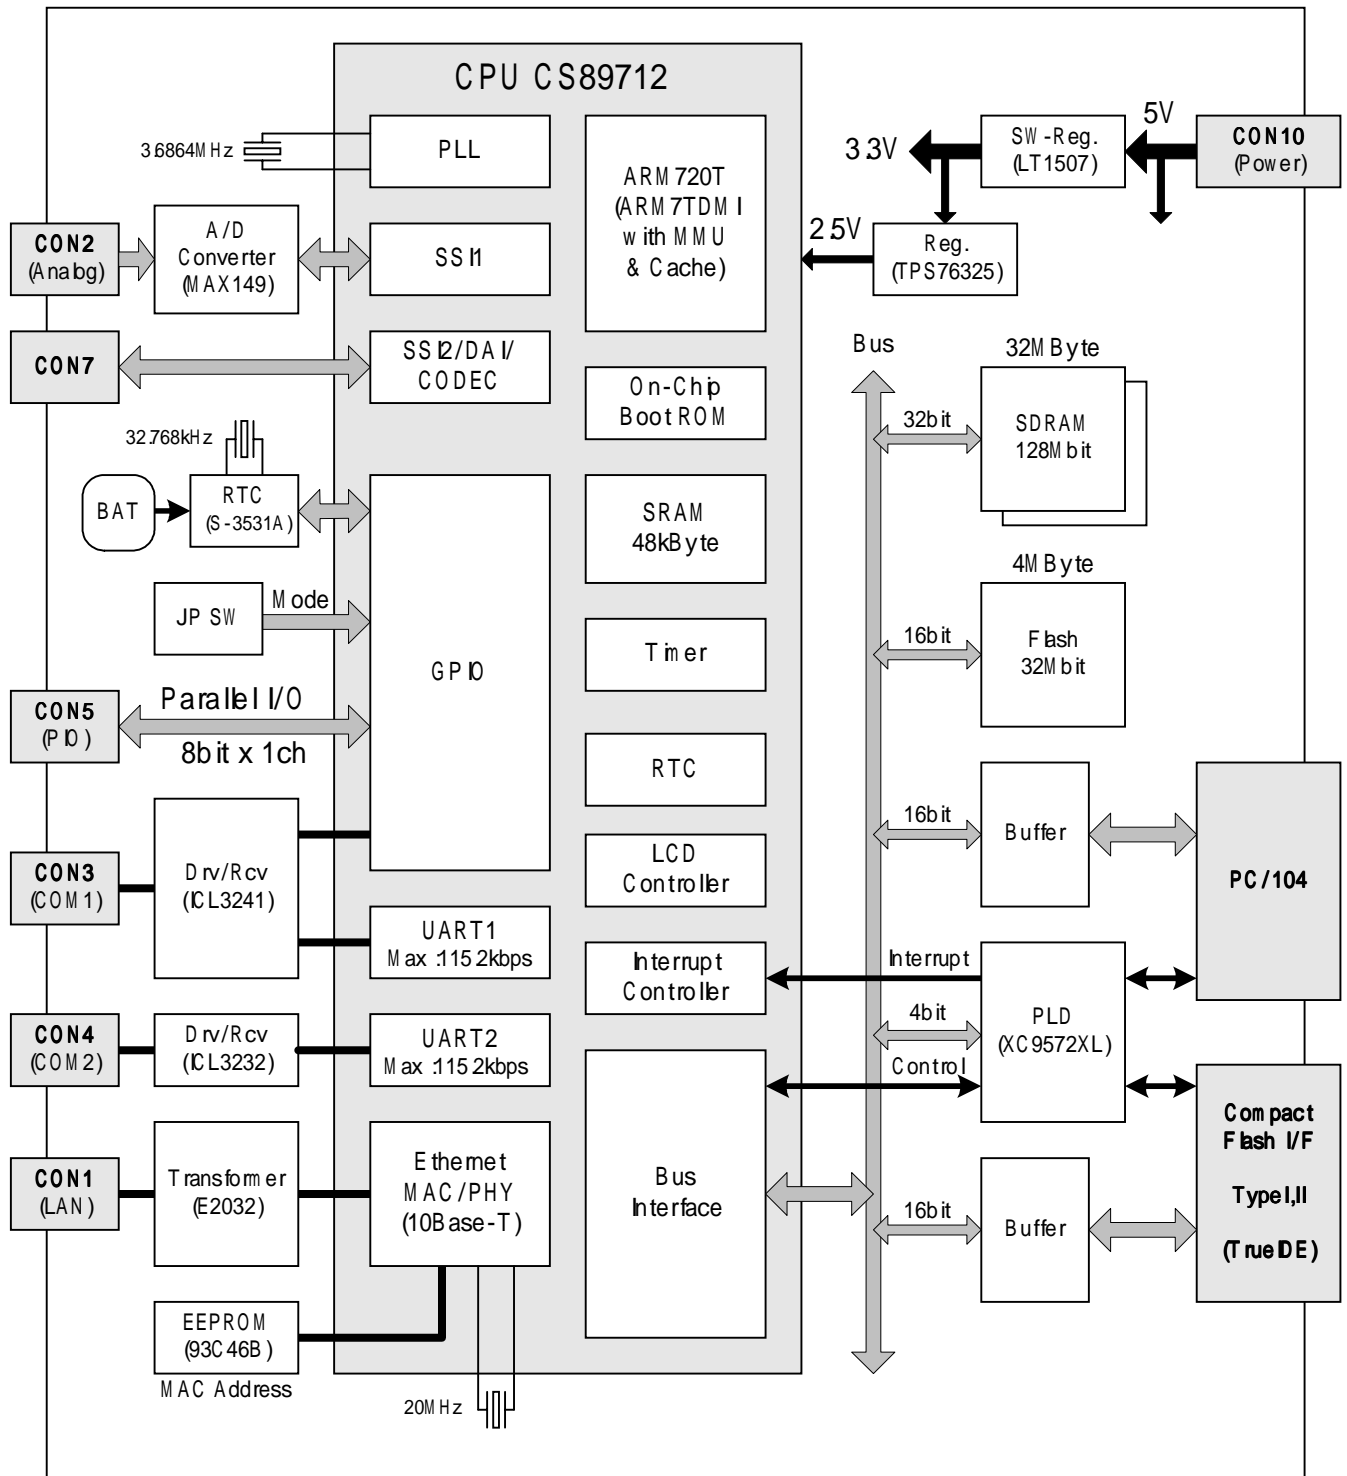 CPU CS89712
3.6864MHz
PLL
ARM720T
(ARM7TDMI
with MMU
& Cache)
3.3V
SW-Reg.
(LT1507)
5V
CON10
(Power)
CON2
(Analog)
A/D
Converter
(MAX149)
SSI1
2.5V
Reg.
(TPS76325)
CON7
SSI2/DAI/
CODEC
On-Chip
Boot ROM
Bus
32MByte
32bit
SDRAM
128Mbit
32.768kHz
BAT
RTC
(S-3531A)
SRAM
48kByte
4MByte
16bit
Flash
32Mbit
JP SW
Mode
GPIO
Timer
CON5
(PIO)
Parallel I/O
8bit x 1ch
RTC
16bit
Buffer
PC/104
CON3
(COM1)
Drv/Rcv
(ICL3241)
LCD
Controller
UART1
Max :115.2kbps
Interrupt
Controller
Interrupt
4bit
Control
PLD
(XC9572XL)
CON4
(COM2)
Drv/Rcv
(ICL3232)
UART2
Max :115.2kbps
CON1
(LAN)
Transformer
(E2032)
Ethernet
MAC/PHY
(10Base-T)
Bus
Interface
16bit
Buffer
Compact
Flash I/F
Type I,II
(True IDE)
EEPROM
(93C46B)
MAC Address
20MHz